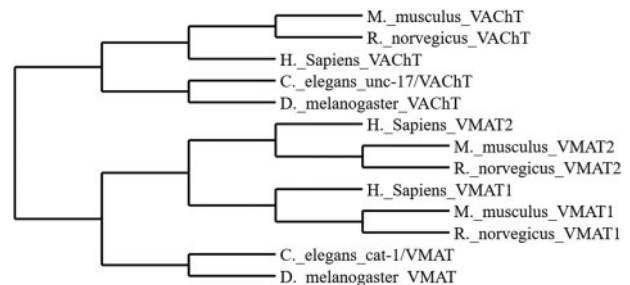 M._musculus_VAChT
R._norvegicus_VAChT
H._Sapiens_VAChT
C._elegans_unc-17/VAChT
D._melanogaster_VAChT
H._Sapiens_VMAT2
M._musculus_VMAT2
R._norvegicus_VMAT2
H._Sapiens_VMAT1
M._musculus_VMAT1
R._norvegicus_VMAT1
C._elegans_cat-1/VMAT
D._melanogaster_VMAT